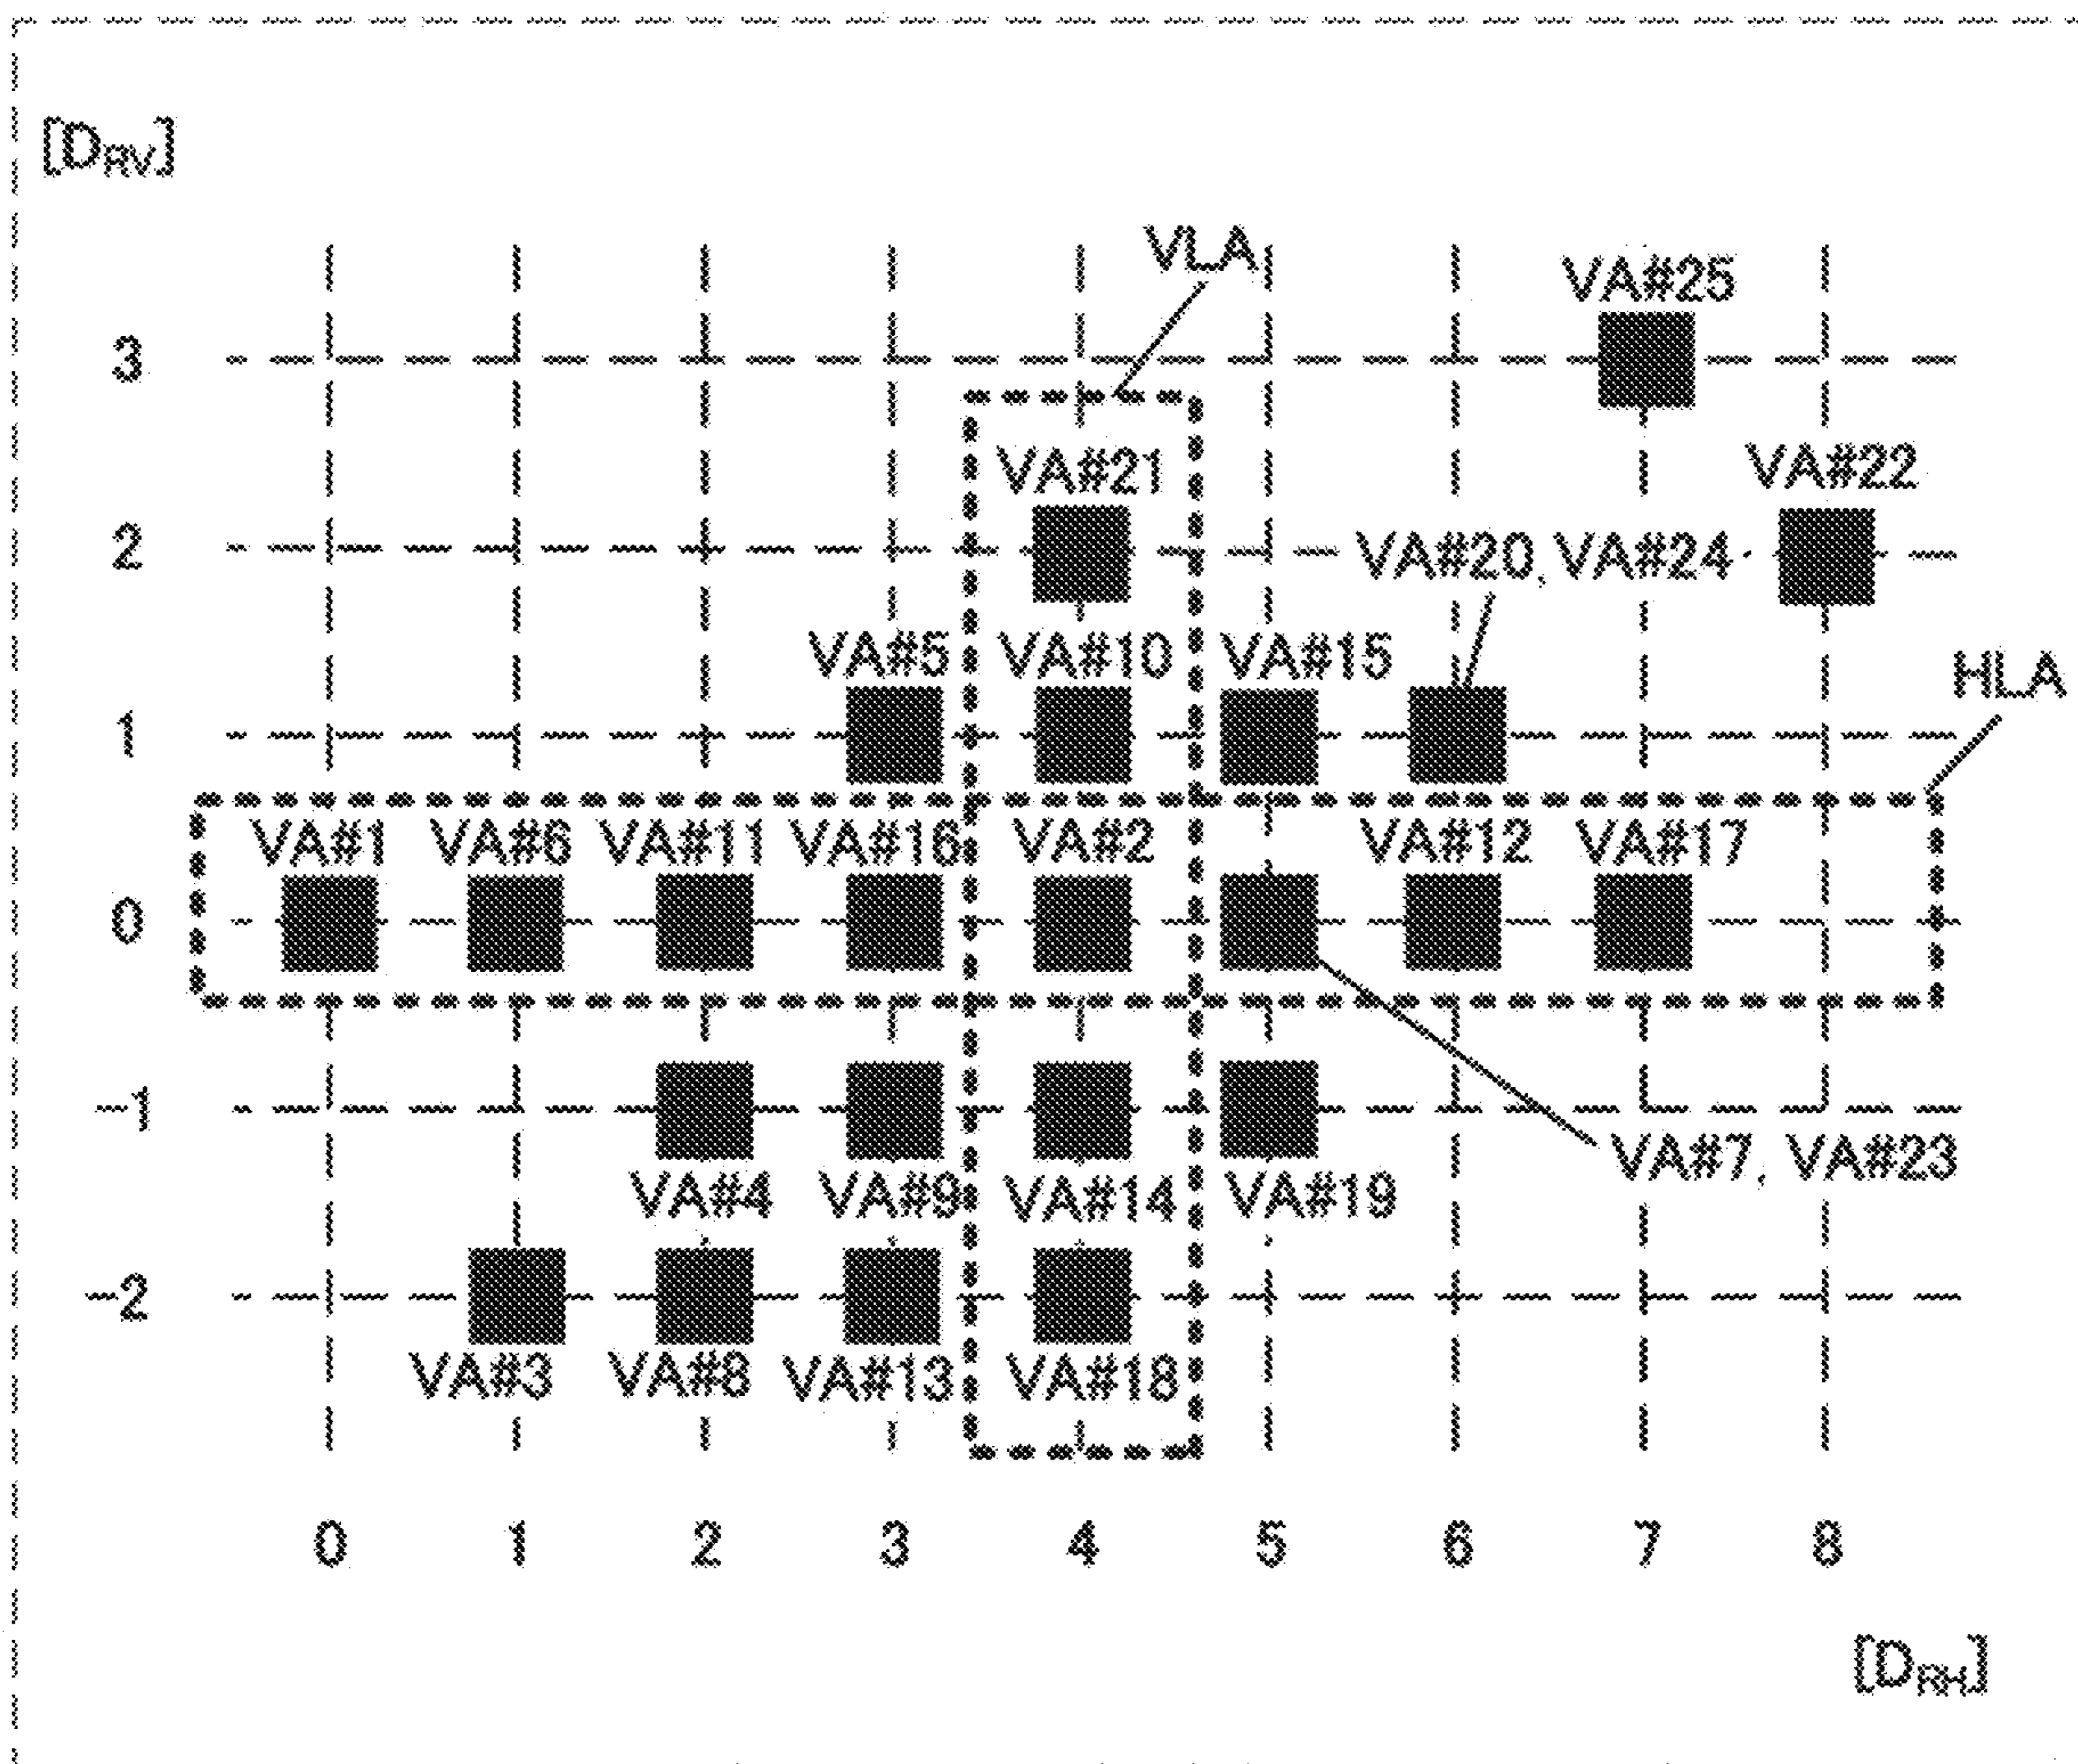 [DRV]
VLA
VA#25
3
VA#21
VA#22
2
VA#20, VA#24
VA#5 VA#10 VA#15
HLA
1
VA#1 VA#6 VA#11 VA#16 VA#2 VA#12 VA#17
0
-1
VA#7, VA#23
VA#4 VA#9 VA#14 VA#19
-2
VA#3 VA#8 VA#13 VA#18
0 1 2 3 4 5 6 7 8
[DRH]